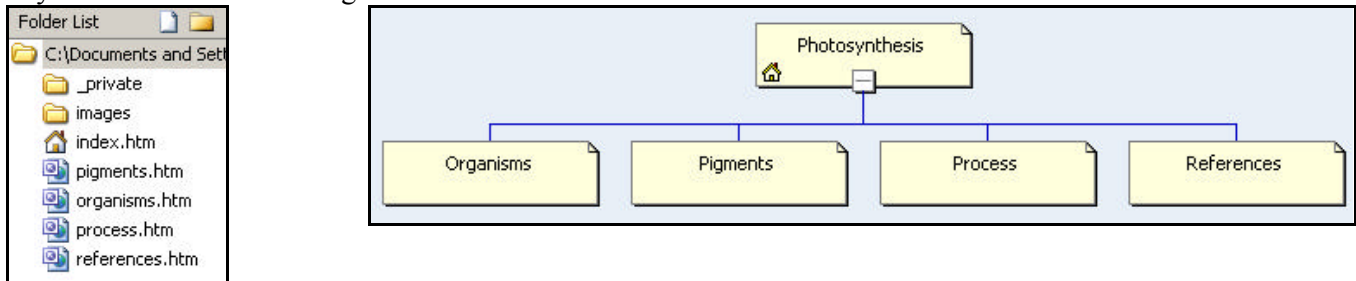 Folder List
C:\Documents and Sett
_private
images
index.htm
pigments.htm
organisms.htm
process.htm
references.htm
Photosynthesis
Organisms
Pigments
Process
References